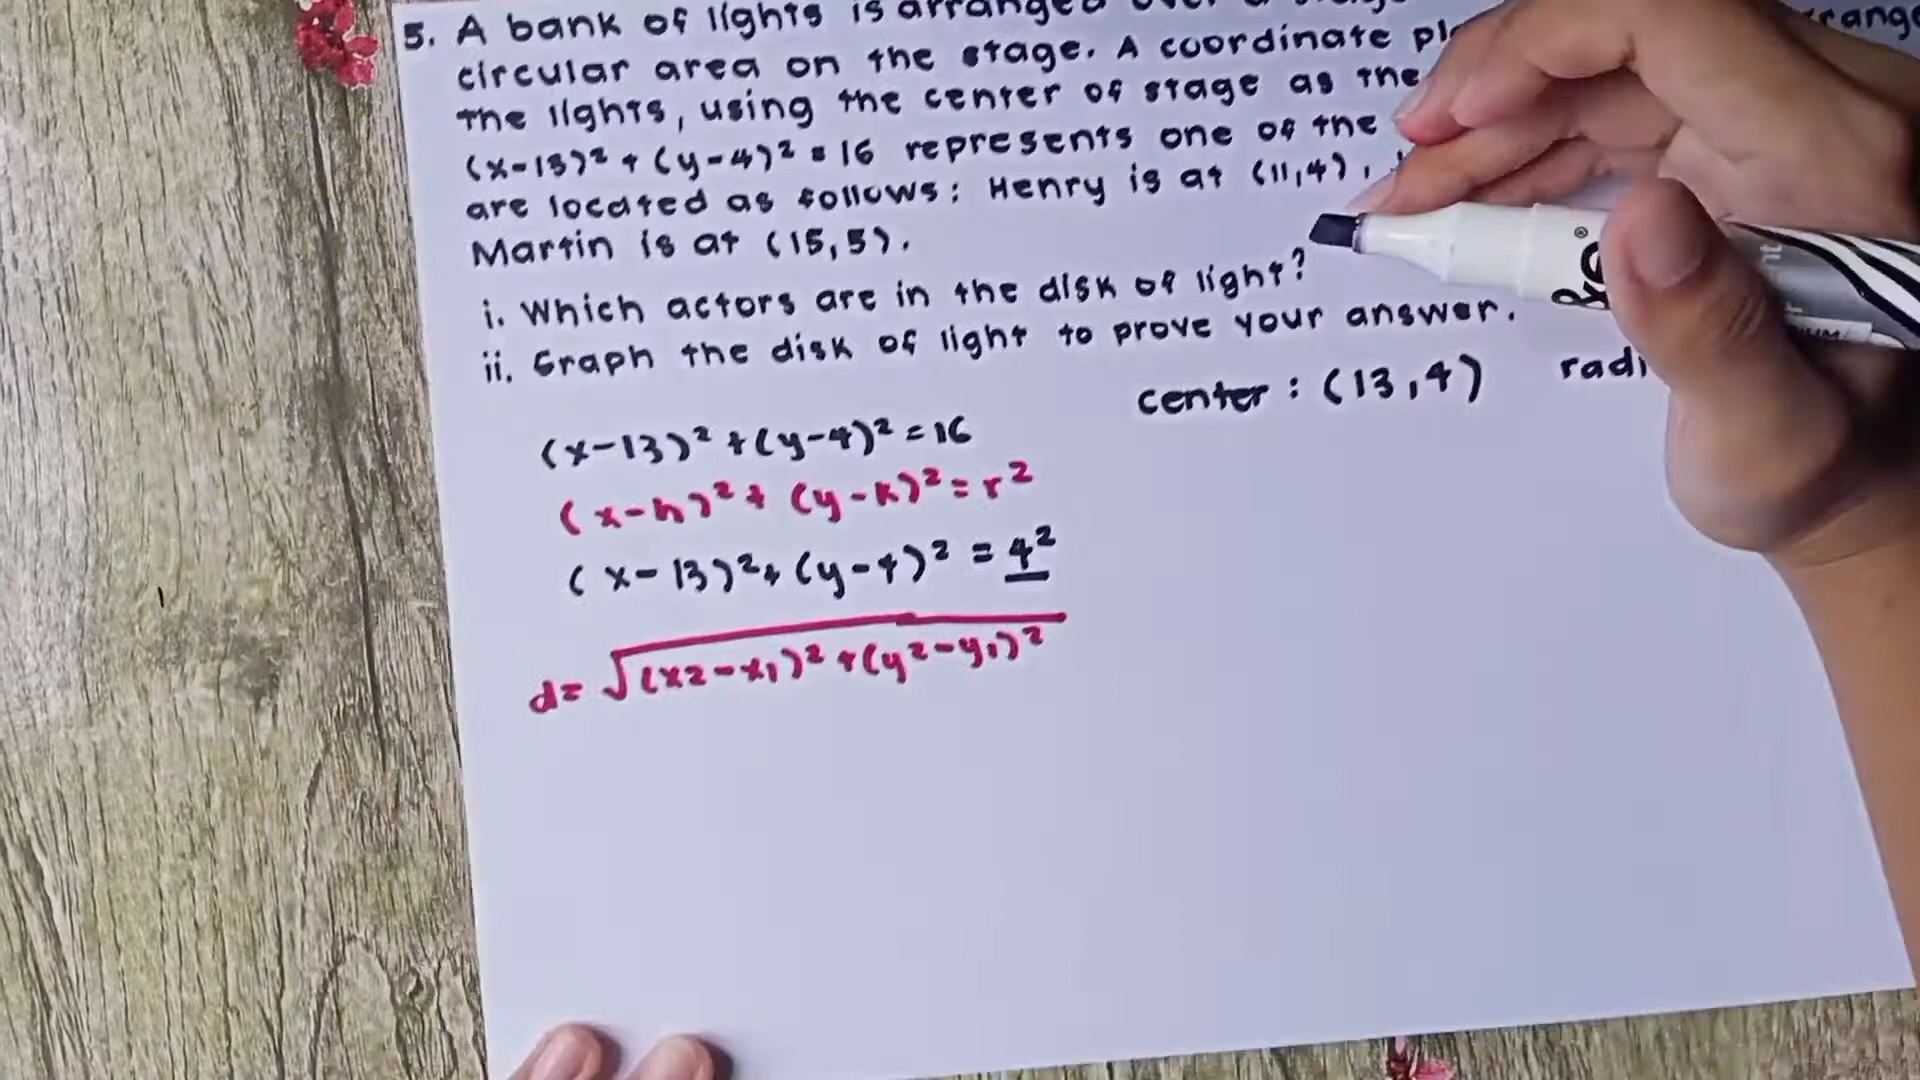 5. A bank of lights is arranged
circular area on the stage. A coordinate
the lights, using the center of stage as the
(x-13)² + (y-4)² = 16 represents one of the
are located as follows: Henry is at (11,4),
Martin is at (15,5).
i. Which actors are in the disk of light?
ii. Graph the disk of light to prove your answer.
center : (13,4) radi
(x-13)² + (y-4)² = 16
(x-h)² + (y-k)² = r²
(x-13)² + (y-4)² = 4²
d= √(x2-x₁)² + (y2-y₁)²